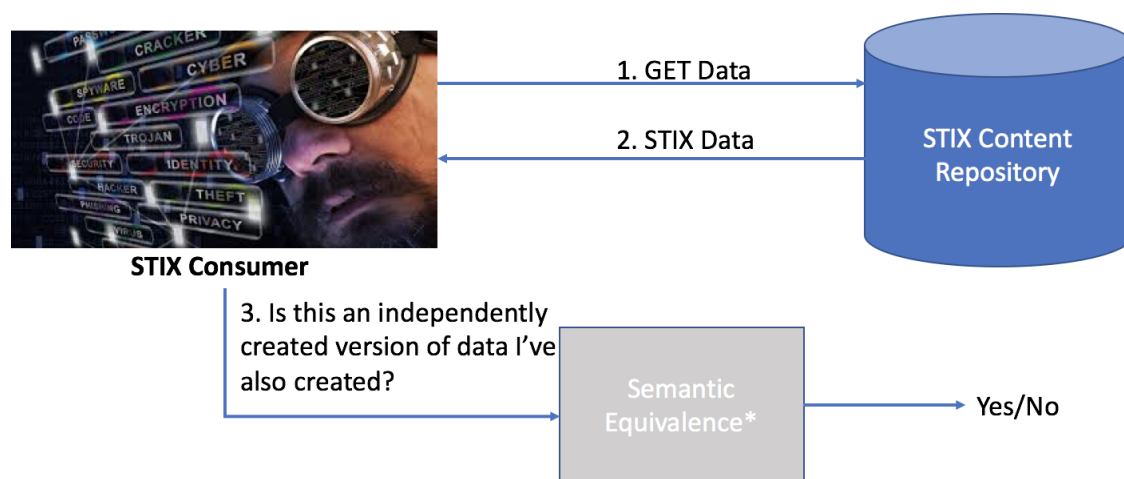 PASSWO
CRACKER
CYBER
SPYWARE
CODE
ENCRYPTION
TROJAN
SECURITY
IDENTITY
HACKER
THEFT
PHISHING
PRIVACY
VIRUS
1. GET Data
2. STIX Data
STIX Content
Repository
STIX Consumer
3. Is this an independently
created version of data I’ve
also created?
Semantic
Equivalence*
Yes/No